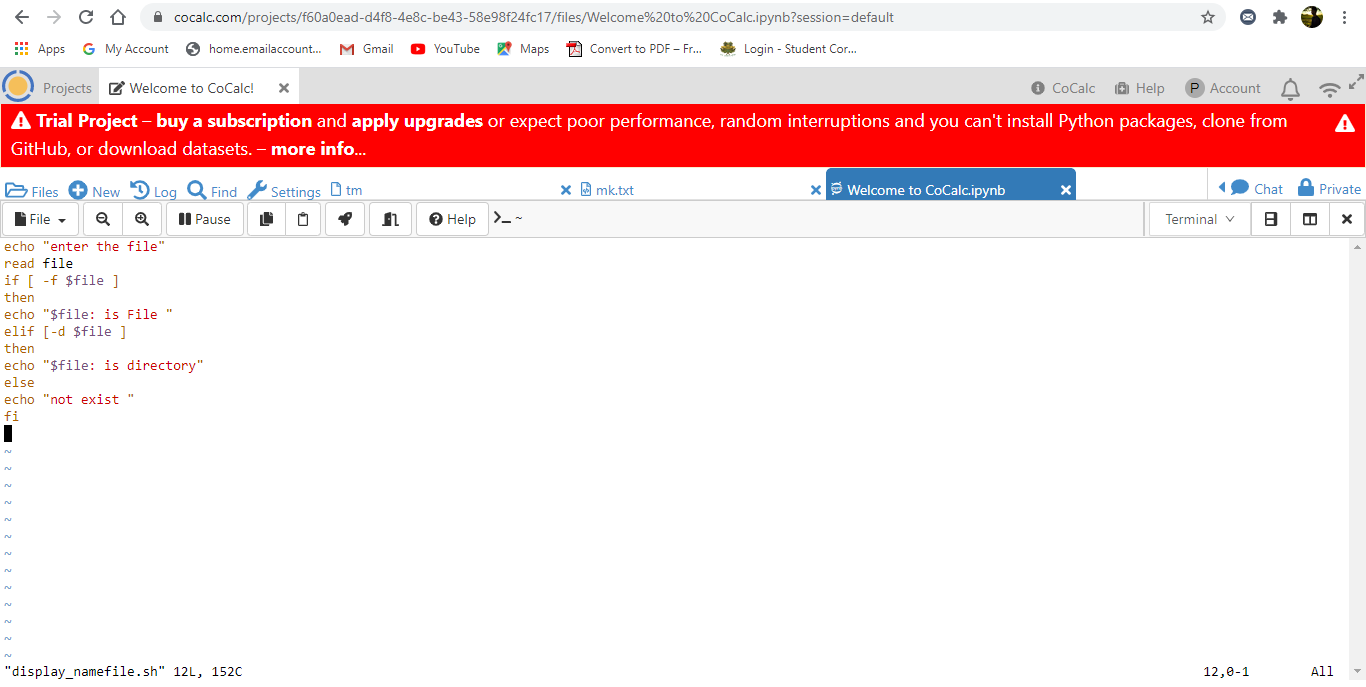 cocalc.com/projects/f60a0ead-d4f8-4e8c-be43-58e98f24fc17/files/Welcome%20to%20CoCalc.ipynb?session=default
Apps My Account home.emailaccount... Gmail YouTube Maps Convert to PDF – Fr... Login - Student Cor...
Projects Welcome to CoCalc! CoCalc Help P Account
Trial Project – buy a subscription and apply upgrades or expect poor performance, random interruptions and you can't install Python packages, clone from
GitHub, or download datasets. – more info...
Files New Log Find Settings tm mk.txt Welcome to CoCalc.ipynb Chat Private
File Pause Help >_ ~ Terminal
echo "enter the file"
read file
if [ -f $file ]
then
echo "$file: is File "
elif [-d $file ]
then
echo "$file: is directory"
else
echo "not exist "
fi
~
~
~
~
~
~
~
~
~
~
~
~
~
"display_namefile.sh" 12L, 152C 12,0-1 All